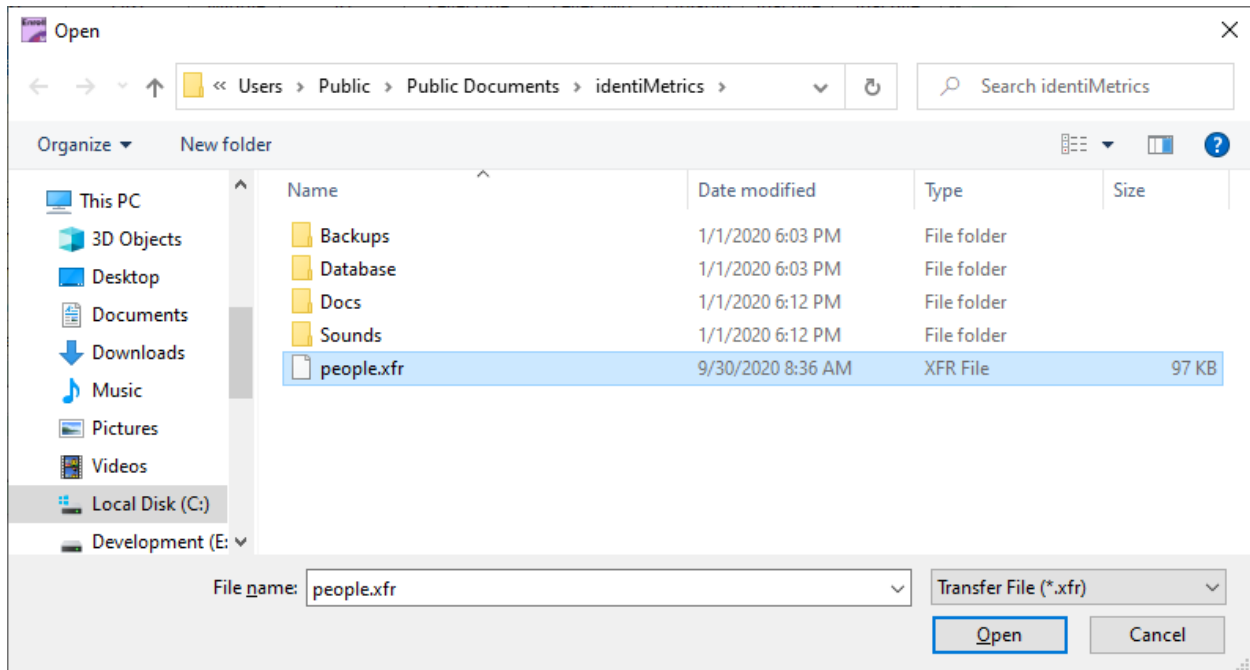 Enroll
Open
« Users > Public > Public Documents > identiMetrics >
Search identiMetrics
Organize
New folder
?
Name Date modified Type Size
This PC
3D Objects
Desktop
Documents
Downloads
Music
Pictures
Videos
Local Disk (C:)
Development (E:
Backups 1/1/2020 6:03 PM File folder
Database 1/1/2020 6:03 PM File folder
Docs 1/1/2020 6:12 PM File folder
Sounds 1/1/2020 6:12 PM File folder
people.xfr 9/30/2020 8:36 AM XFR File 97 KB
File name: people.xfr
Transfer File (*.xfr)
Open
Cancel